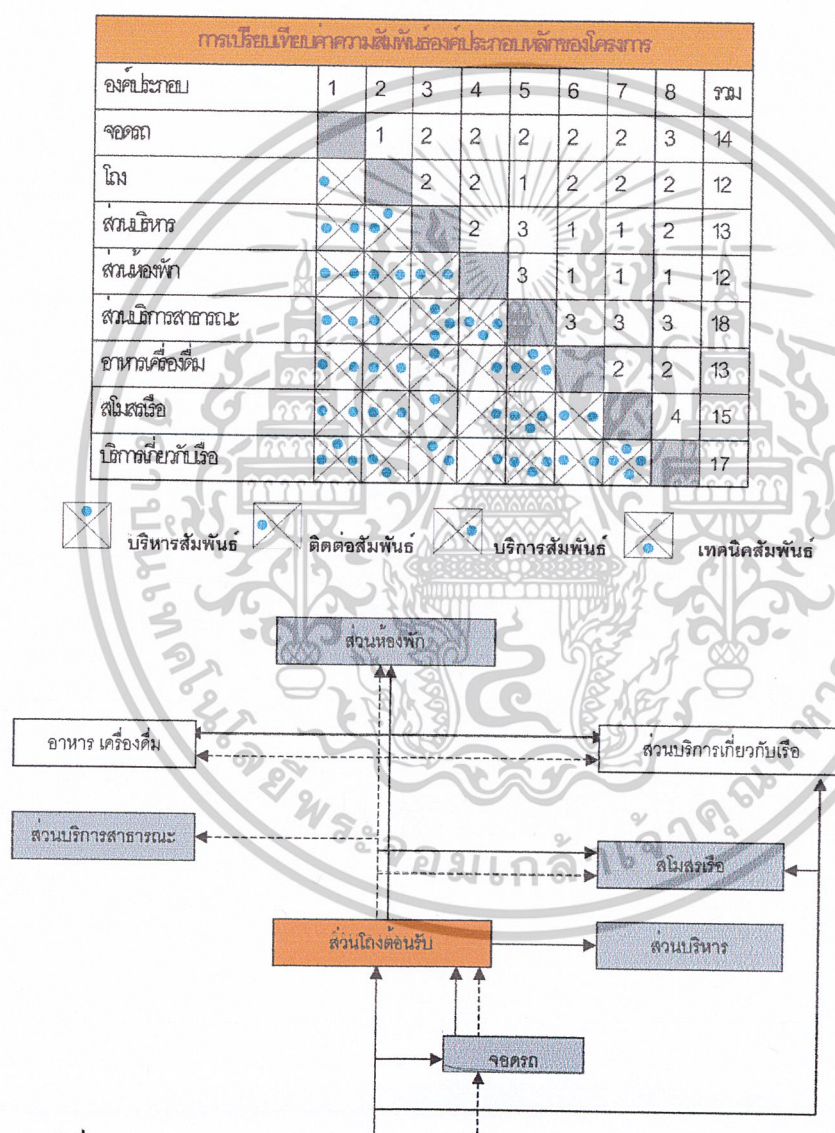 การเปรียบเทียบค่าความสัมพันธ์องค์ประกอบหลักของโครงการ
องค์ประกอบ 1 2 3 4 5 6 7 8 รวม
จอดรถ 1 2 2 2 2 2 3 14
โถง 2 2 1 2 2 2 12
ส่วนบริหาร 2 3 1 1 2 13
ส่วนห้องพัก 3 1 1 1 12
ส่วนบริการสาธารณะ 3 3 3 18
อาหารเครื่องดื่ม 2 2 13
สโมสรเรือ 4 15
บริการเกี่ยวกับเรือ 17
บริหารสัมพันธ์ ติดต่อสัมพันธ์ บริการสัมพันธ์ เทคนิคสัมพันธ์
ส่วนห้องพัก
อาหาร เครื่องดื่ม ส่วนบริการเกี่ยวกับเรือ
ส่วนบริการสาธารณะ
สโมสรเรือ
ส่วนโถงต้อนรับ ส่วนบริหาร
จอดรถ